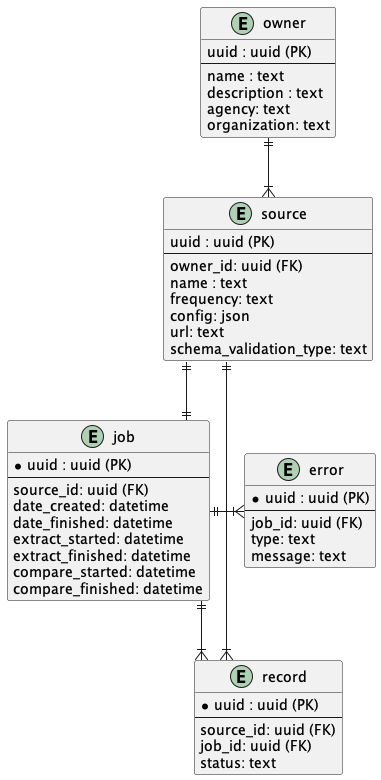 E owner
uuid : uuid (PK)
name : text
description : text
agency: text
organization: text
E source
uuid : uuid (PK)
owner_id: uuid (FK)
name : text
frequency: text
config: json
url: text
schema_validation_type: text
E job
uuid : uuid (PK)
source_id: uuid (FK)
date_created: datetime
date_finished: datetime
extract_started: datetime
extract_finished: datetime
compare_started: datetime
compare_finished: datetime
E error
uuid : uuid (PK)
job_id: uuid (FK)
type: text
message: text
E record
uuid : uuid (PK)
source_id: uuid (FK)
job_id: uuid (FK)
status: text